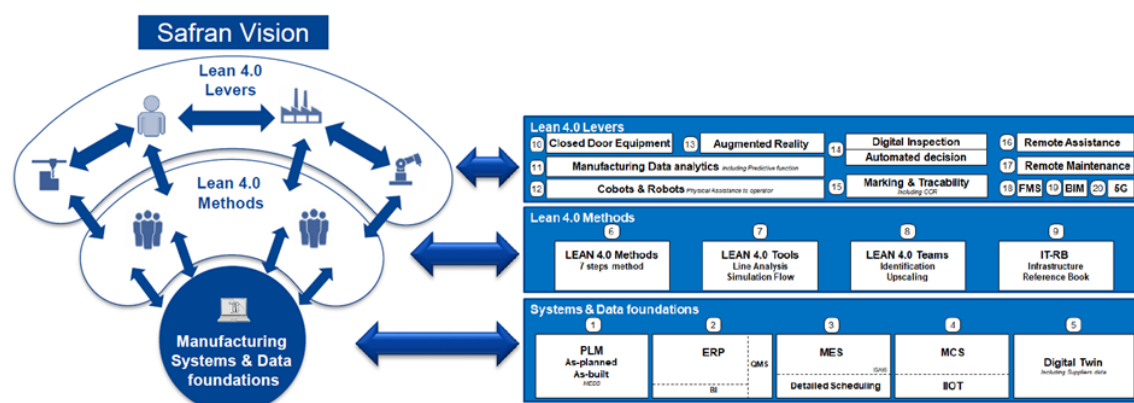 Safran Vision
Lean 4.0
Levers
Lean 4.0
Methods
Manufacturing
Systems & Data
foundations
Lean 4.0 Levers
10 Closed Door Equipment
13 Augmented Reality
14 Digital Inspection
Automated decision
16 Remote Assistance
11 Manufacturing Data analytics including Predictive function
17 Remote Maintenance
12 Cobots & Robots Physical Assistance to operator
15 Marking & Tracability
including CCR
18 FMS 19 BIM 20 5G
Lean 4.0 Methods
6
LEAN 4.0 Methods
7 steps method
7
LEAN 4.0 Tools
Line Analysis
Simulation Flow
8
LEAN 4.0 Teams
Identification
Upscaling
9
IT-RB
Infrastructure
Reference Book
Systems & Data foundations
1
PLM
As-planned
As-built
2
ERP
QMS
BI
3
MES
Detailed Scheduling
4
MCS
IIOT
5
Digital Twin
Including Suppliers data